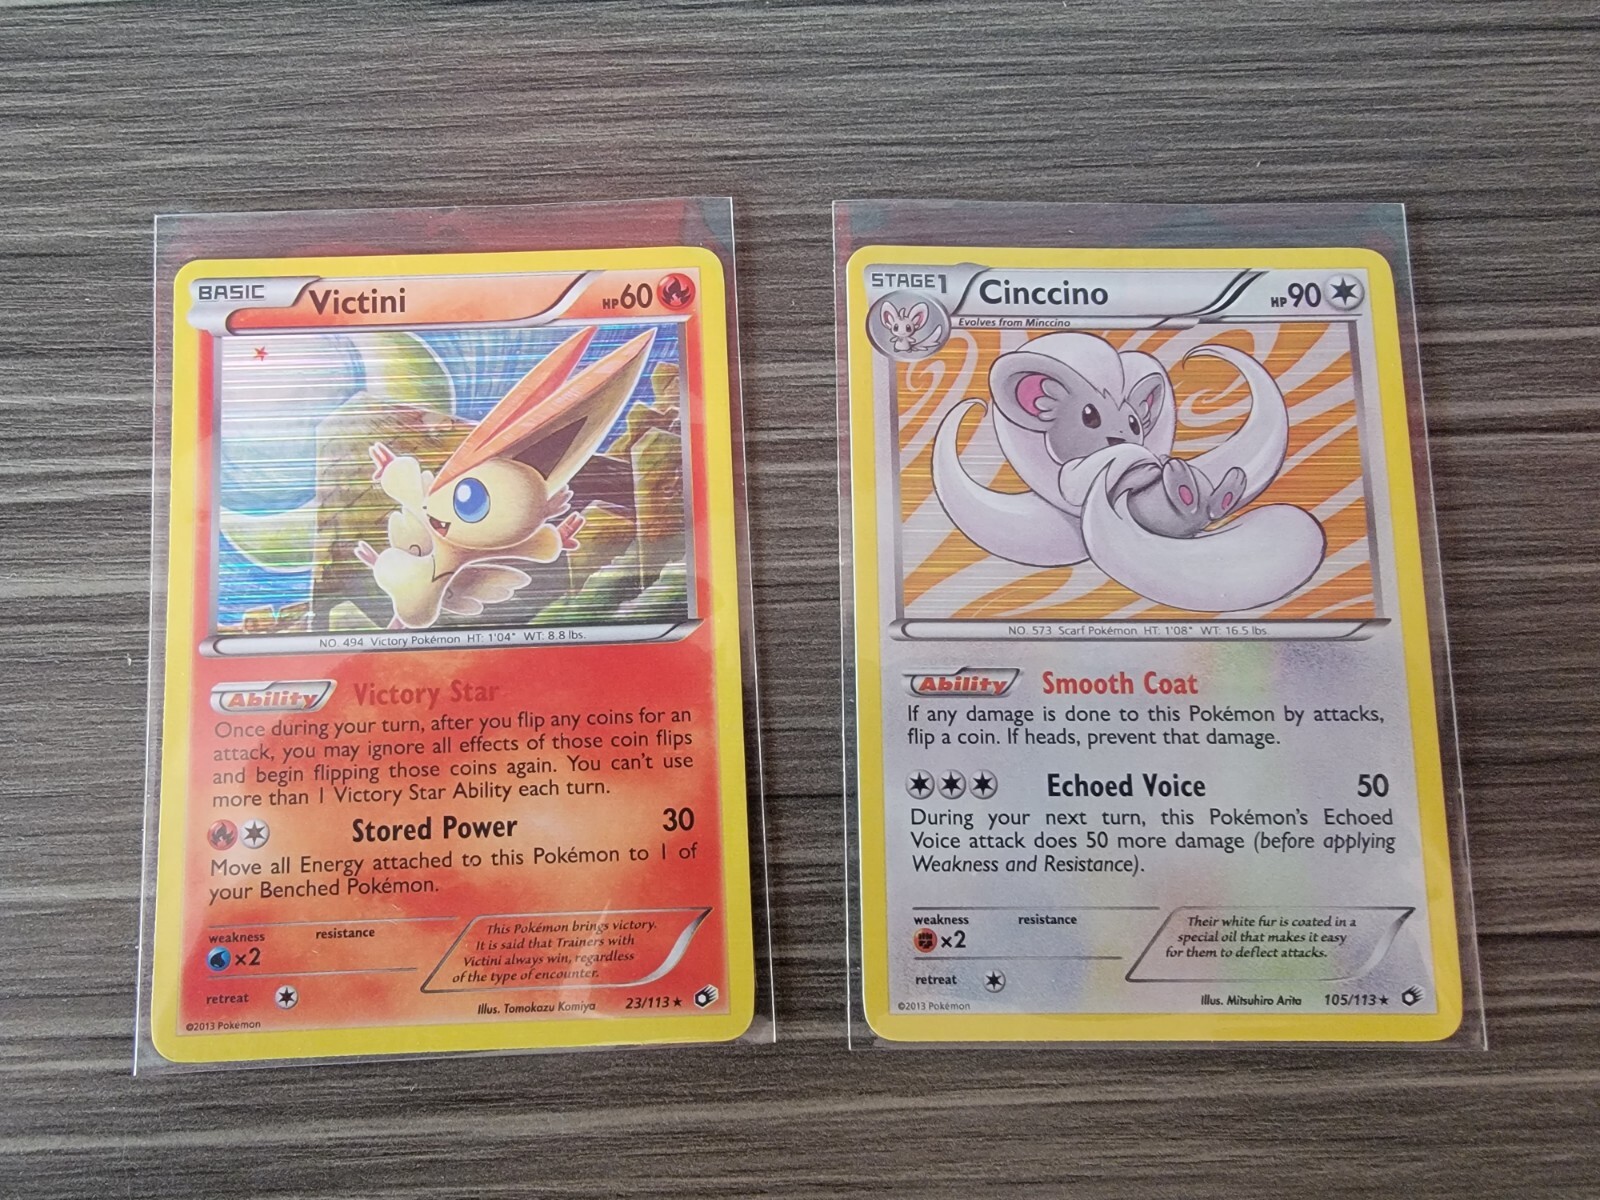 BASIC Victini HP60
NO. 494 Victory Pokémon HT: 1'04" WT: 8.8 lbs.
Ability Victory Star
Once during your turn, after you flip any coins for an
attack, you may ignore all effects of those coin flips
and begin flipping those coins again. You can't use
more than 1 Victory Star Ability each turn.
Stored Power 30
Move all Energy attached to this Pokémon to 1 of
your Benched Pokémon.
weakness resistance
×2
retreat
This Pokémon brings victory.
It is said that Trainers with
Victini always win, regardless
of the type of encounter.
Illus. Tomokazu Komiya 23/113★
©2013 Pokémon
STAGE1 Cinccino HP90
Evolves from Minccino
NO. 573 Scarf Pokémon HT: 1'08" WT: 16.5 lbs.
Ability Smooth Coat
If any damage is done to this Pokémon by attacks,
flip a coin. If heads, prevent that damage.
Echoed Voice 50
During your next turn, this Pokémon's Echoed
Voice attack does 50 more damage (before applying
Weakness and Resistance).
weakness resistance
×2
retreat
Their white fur is coated in a
special oil that makes it easy
for them to deflect attacks.
Illus. Mitsuhiro Arita 105/113★
©2013 Pokémon